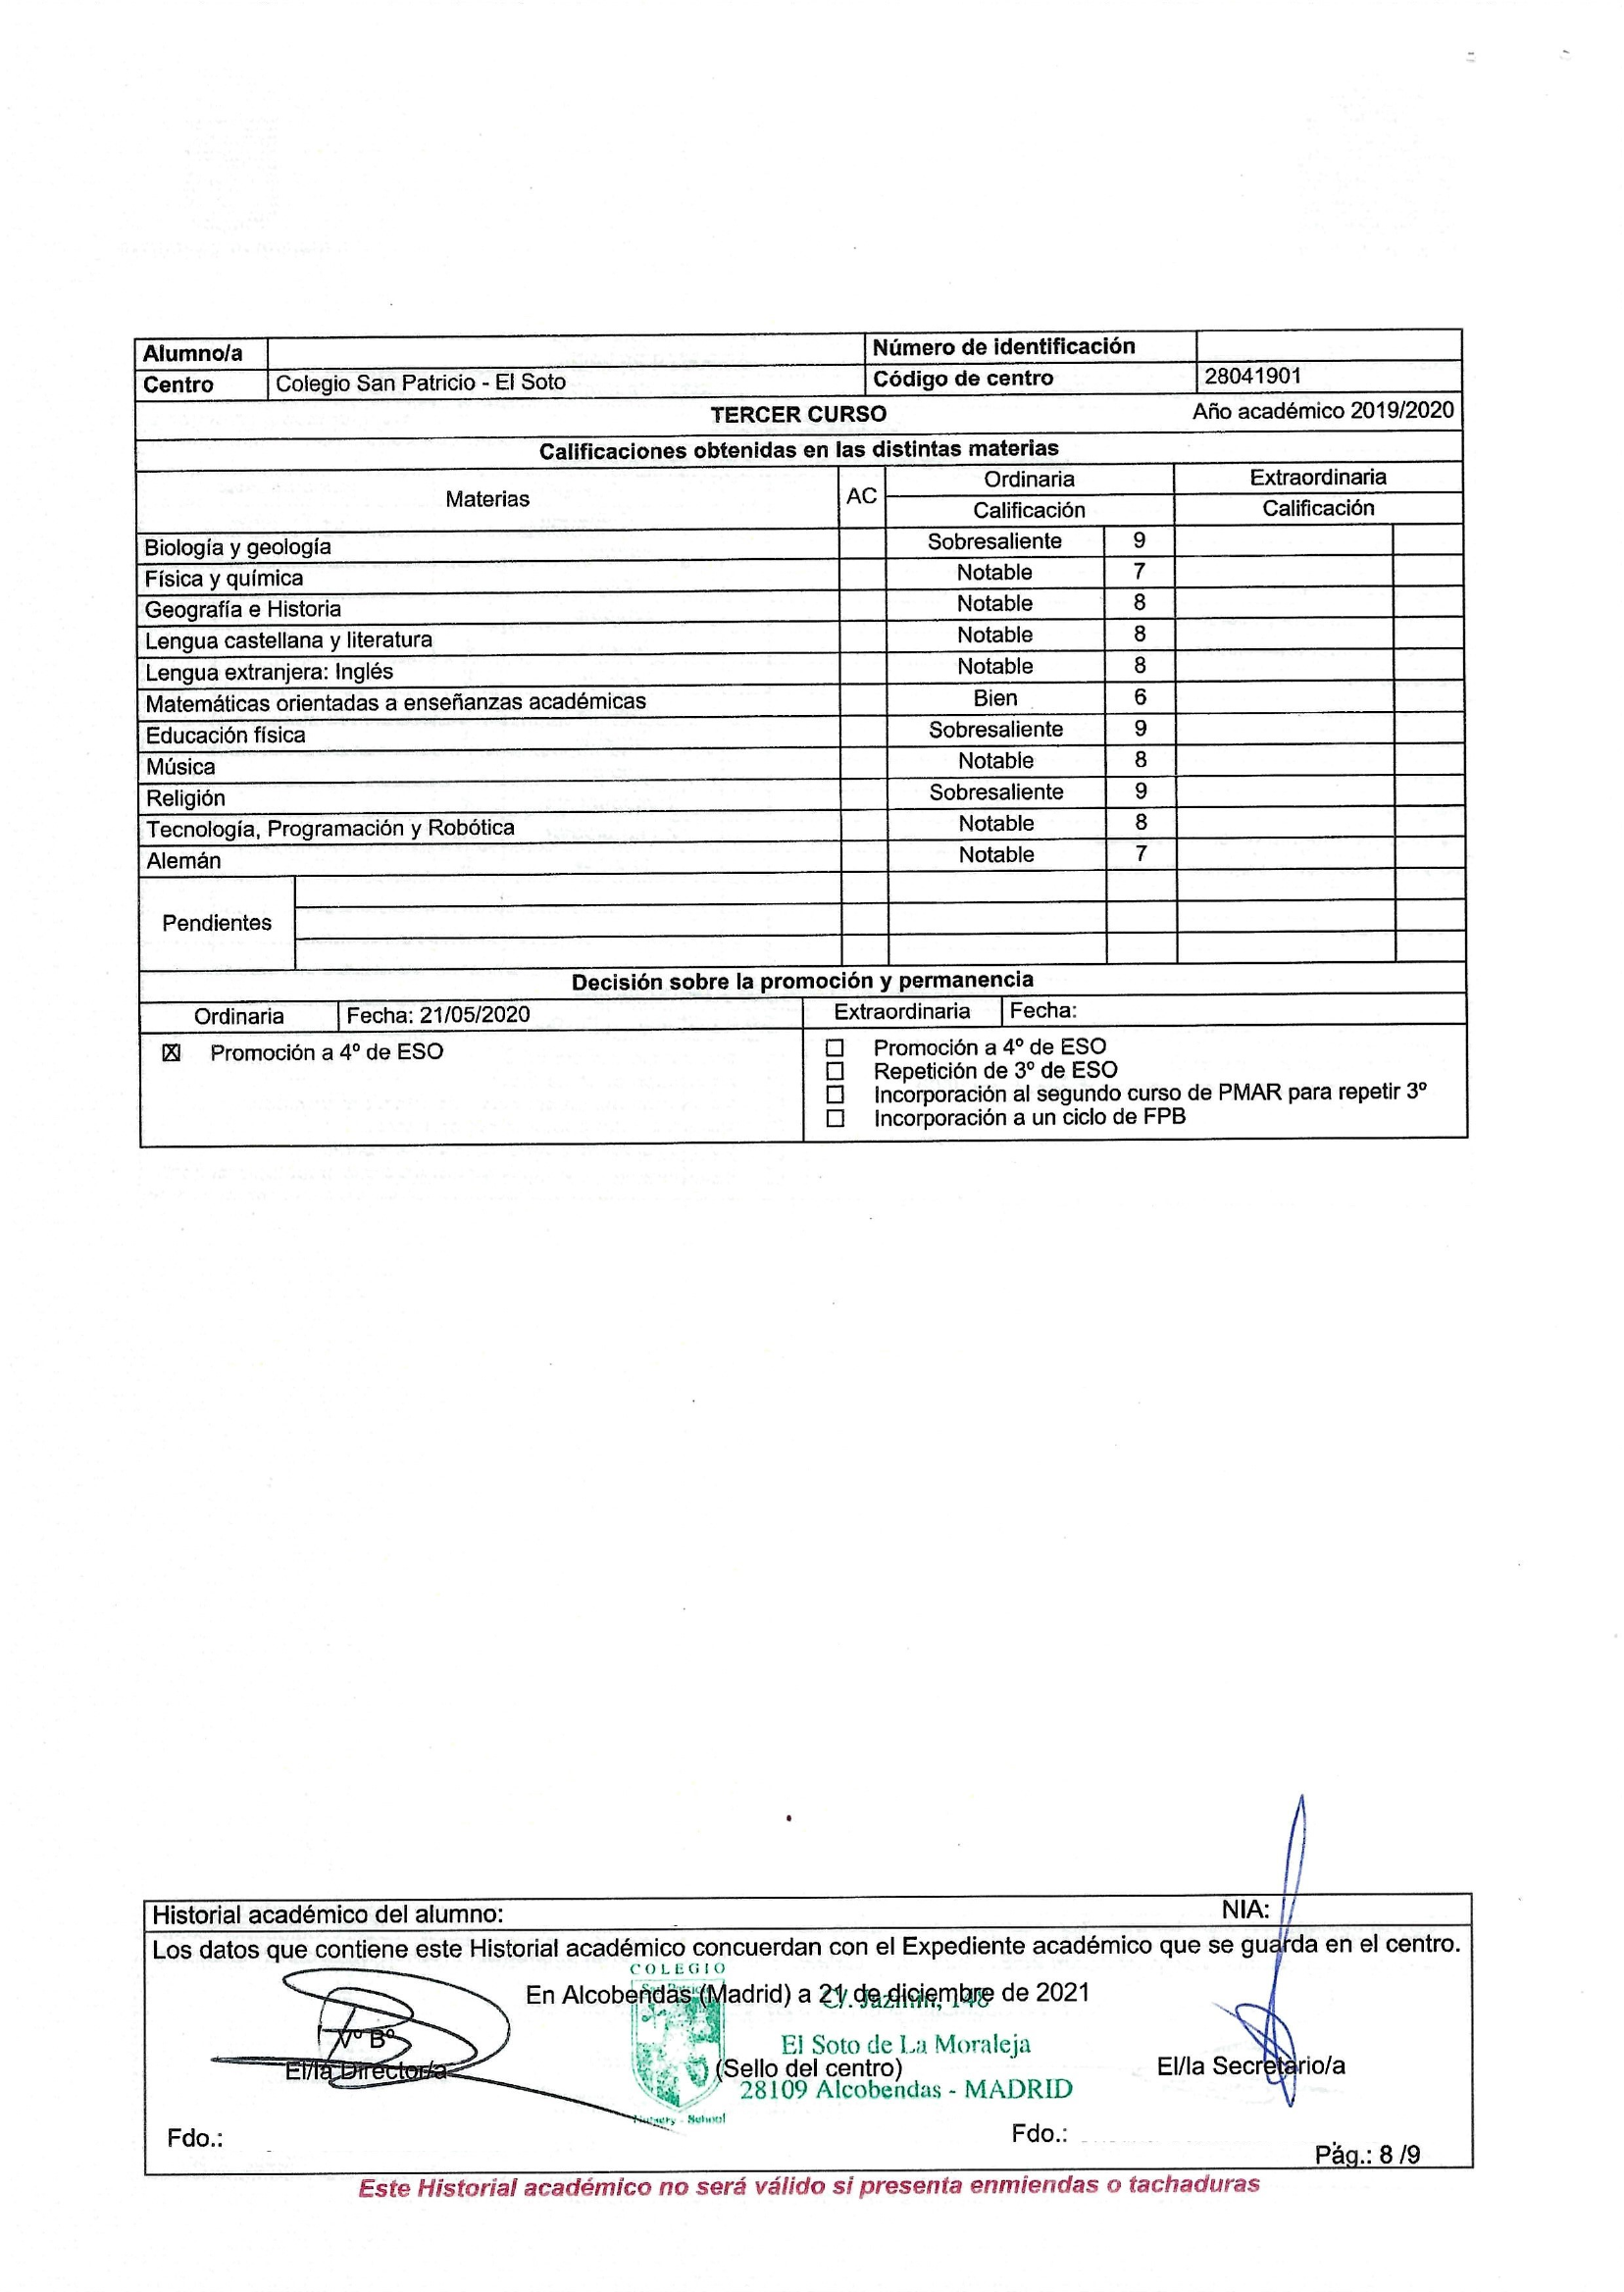 Alumno/a Número de identificación
Centro Colegio San Patricio - El Soto Código de centro 28041901
TERCER CURSO Año académico 2019/2020
Calificaciones obtenidas en las distintas materias
Materias AC Ordinaria Extraordinaria
Calificación Calificación
Biología y geología Sobresaliente 9
Física y química Notable 7
Geografía e Historia Notable 8
Lengua castellana y literatura Notable 8
Lengua extranjera: Inglés Notable 8
Matemáticas orientadas a enseñanzas académicas Bien 6
Educación física Sobresaliente 9
Música Notable 8
Religión Sobresaliente 9
Tecnología, Programación y Robótica Notable 8
Alemán Notable 7
Pendientes
Decisión sobre la promoción y permanencia
Ordinaria Fecha: 21/05/2020 Extraordinaria Fecha:
☒ Promoción a 4º de ESO ☐ Promoción a 4º de ESO
☐ Repetición de 3º de ESO
☐ Incorporación al segundo curso de PMAR para repetir 3º
☐ Incorporación a un ciclo de FPB
Historial académico del alumno: NIA:
Los datos que contiene este Historial académico concuerdan con el Expediente académico que se guarda en el centro.
COLEGIO
En Alcobendas (Madrid) a 21 de diciembre de 2021
C/. Jazmín, 148
Vº Bº
El Soto de La Moraleja
El/la Director/a (Sello del centro) El/la Secretario/a
28109 Alcobendas - MADRID
School
Fdo.: Fdo.:
Pág.: 8 /9
Este Historial académico no será válido si presenta enmiendas o tachaduras